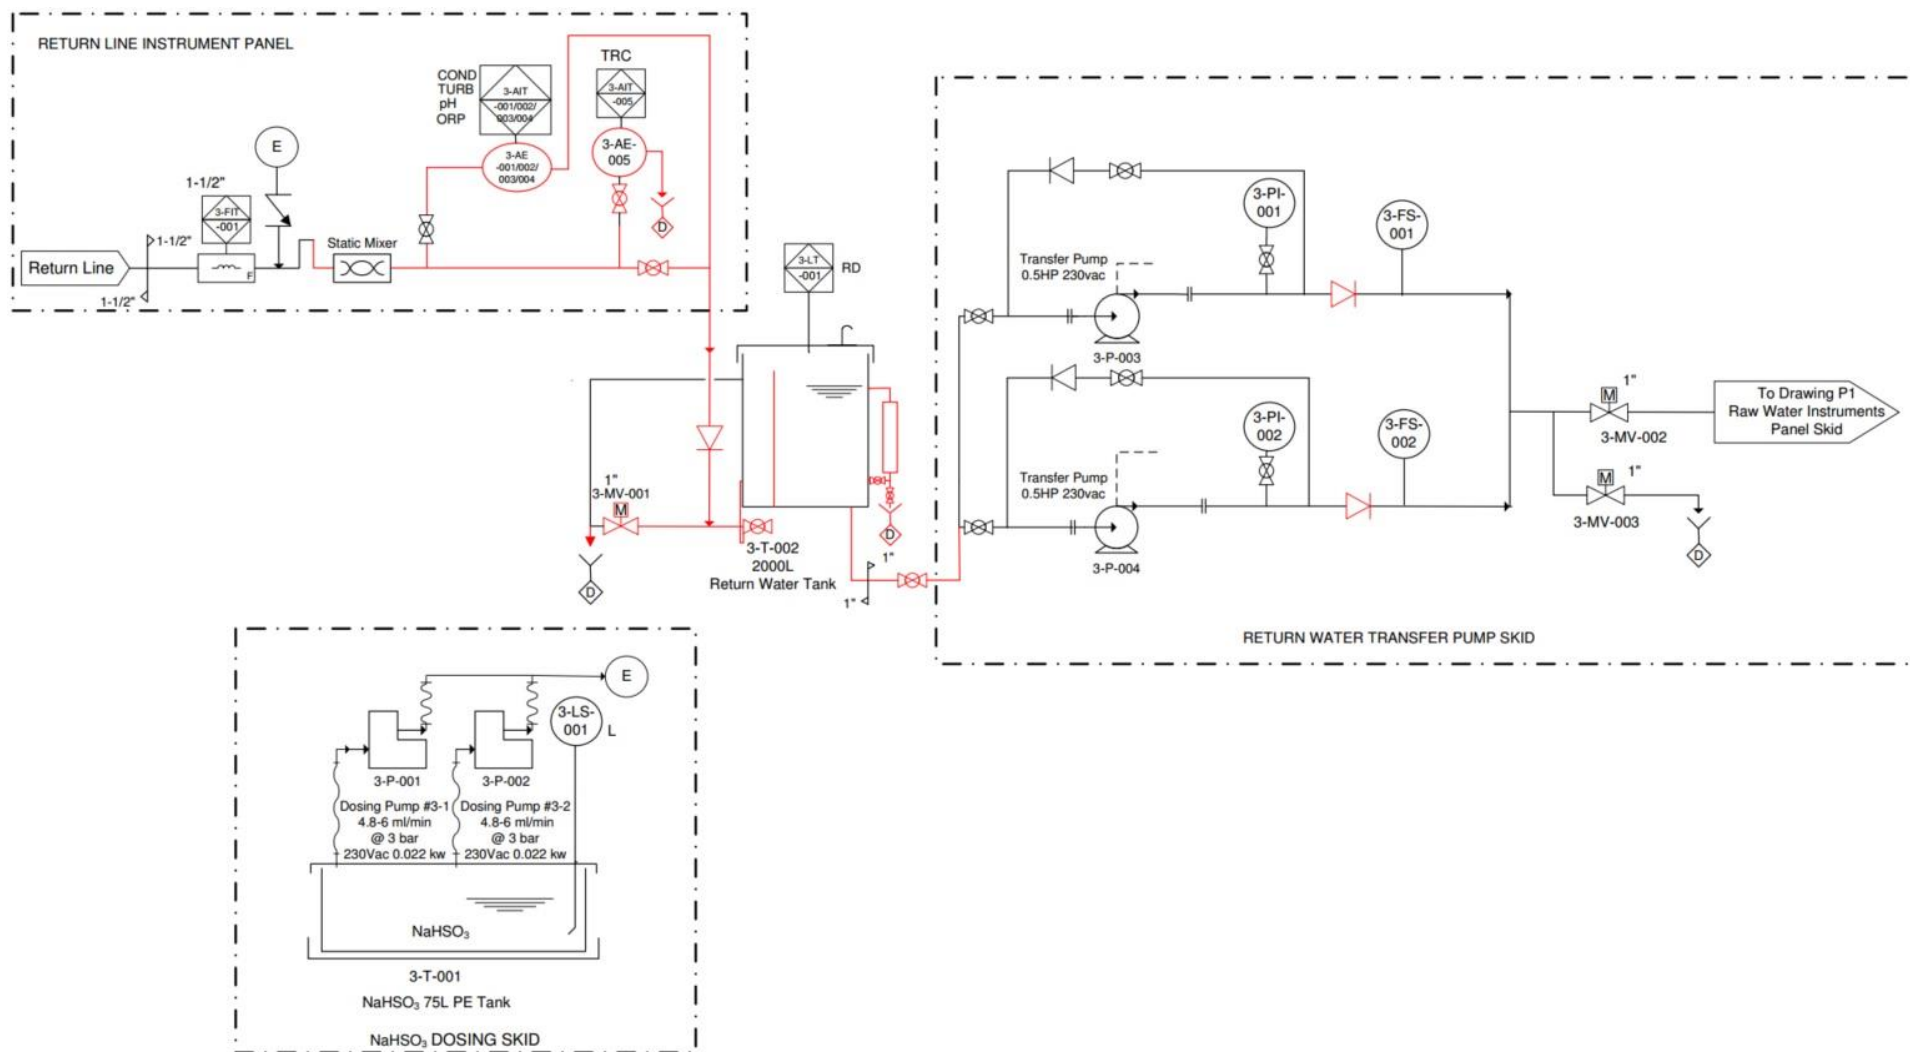 RETURN LINE INSTRUMENT PANEL
COND
TURB
pH
ORP
3-AIT
-001/002/
003/004
3-AE
-001/002/
003/004
TRC
3-AIT
-005
3-AE-
005
D
E
1-1/2"
3-FIT
-001
F
Return Line
1-1/2"
1-1/2"
Static Mixer
3-LT
-001
RD
1"
3-MV-001
M
D
3-T-002
2000L
Return Water Tank
D
1"
1"
Transfer Pump
0.5HP 230vac
3-P-003
3-PI-
001
3-FS-
001
Transfer Pump
0.5HP 230vac
3-P-004
3-PI-
002
3-FS-
002
M
1"
3-MV-002
To Drawing P1
Raw Water Instruments
Panel Skid
M
1"
3-MV-003
D
RETURN WATER TRANSFER PUMP SKID
E
3-LS-
001
L
3-P-001
3-P-002
Dosing Pump #3-1
4.8-6 ml/min
@ 3 bar
230Vac 0.022 kw
Dosing Pump #3-2
4.8-6 ml/min
@ 3 bar
230Vac 0.022 kw
NaHSO₃
3-T-001
NaHSO₃ 75L PE Tank
NaHSO₃ DOSING SKID